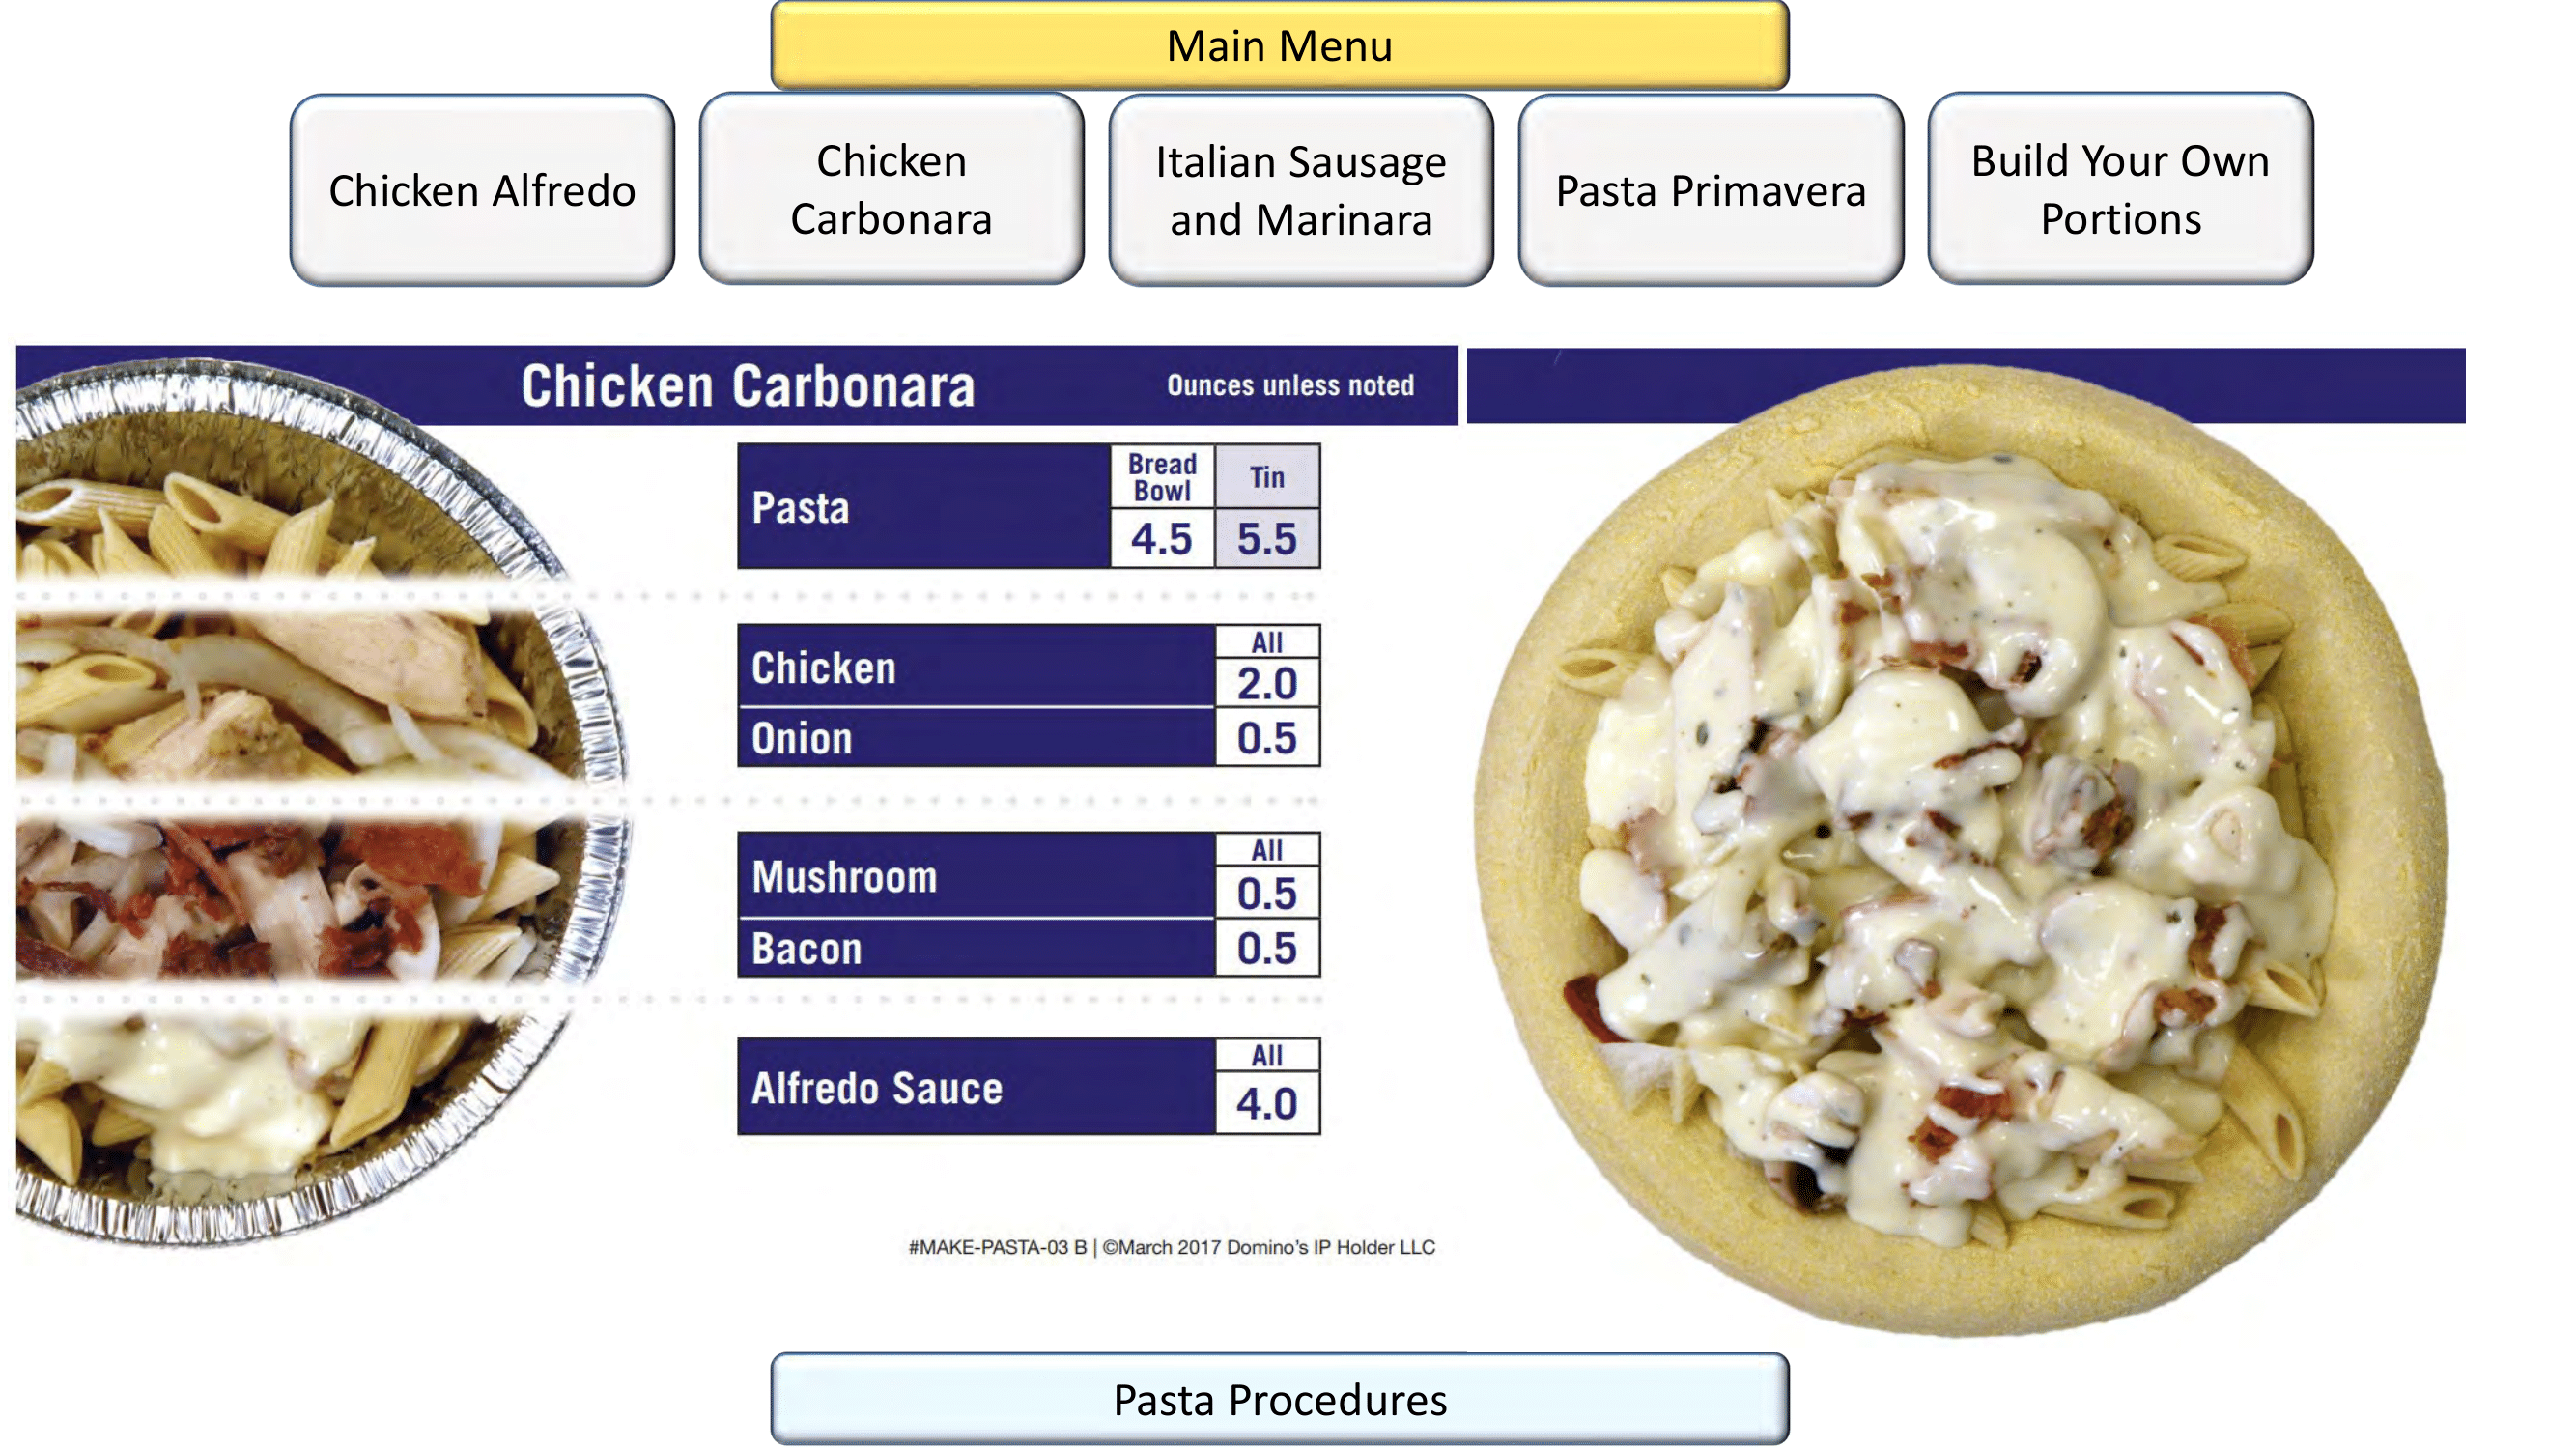 Main Menu
Chicken Alfredo
Chicken
Carbonara
Italian Sausage
and Marinara
Pasta Primavera
Build Your Own
Portions
Chicken Carbonara
Ounces unless noted
Pasta
Bread
Bowl
Tin
4.5
5.5
All
Chicken
2.0
Onion
0.5
All
Mushroom
0.5
Bacon
0.5
All
Alfredo Sauce
4.0
#MAKE-PASTA-03 B | ©March 2017 Domino's IP Holder LLC
Pasta Procedures